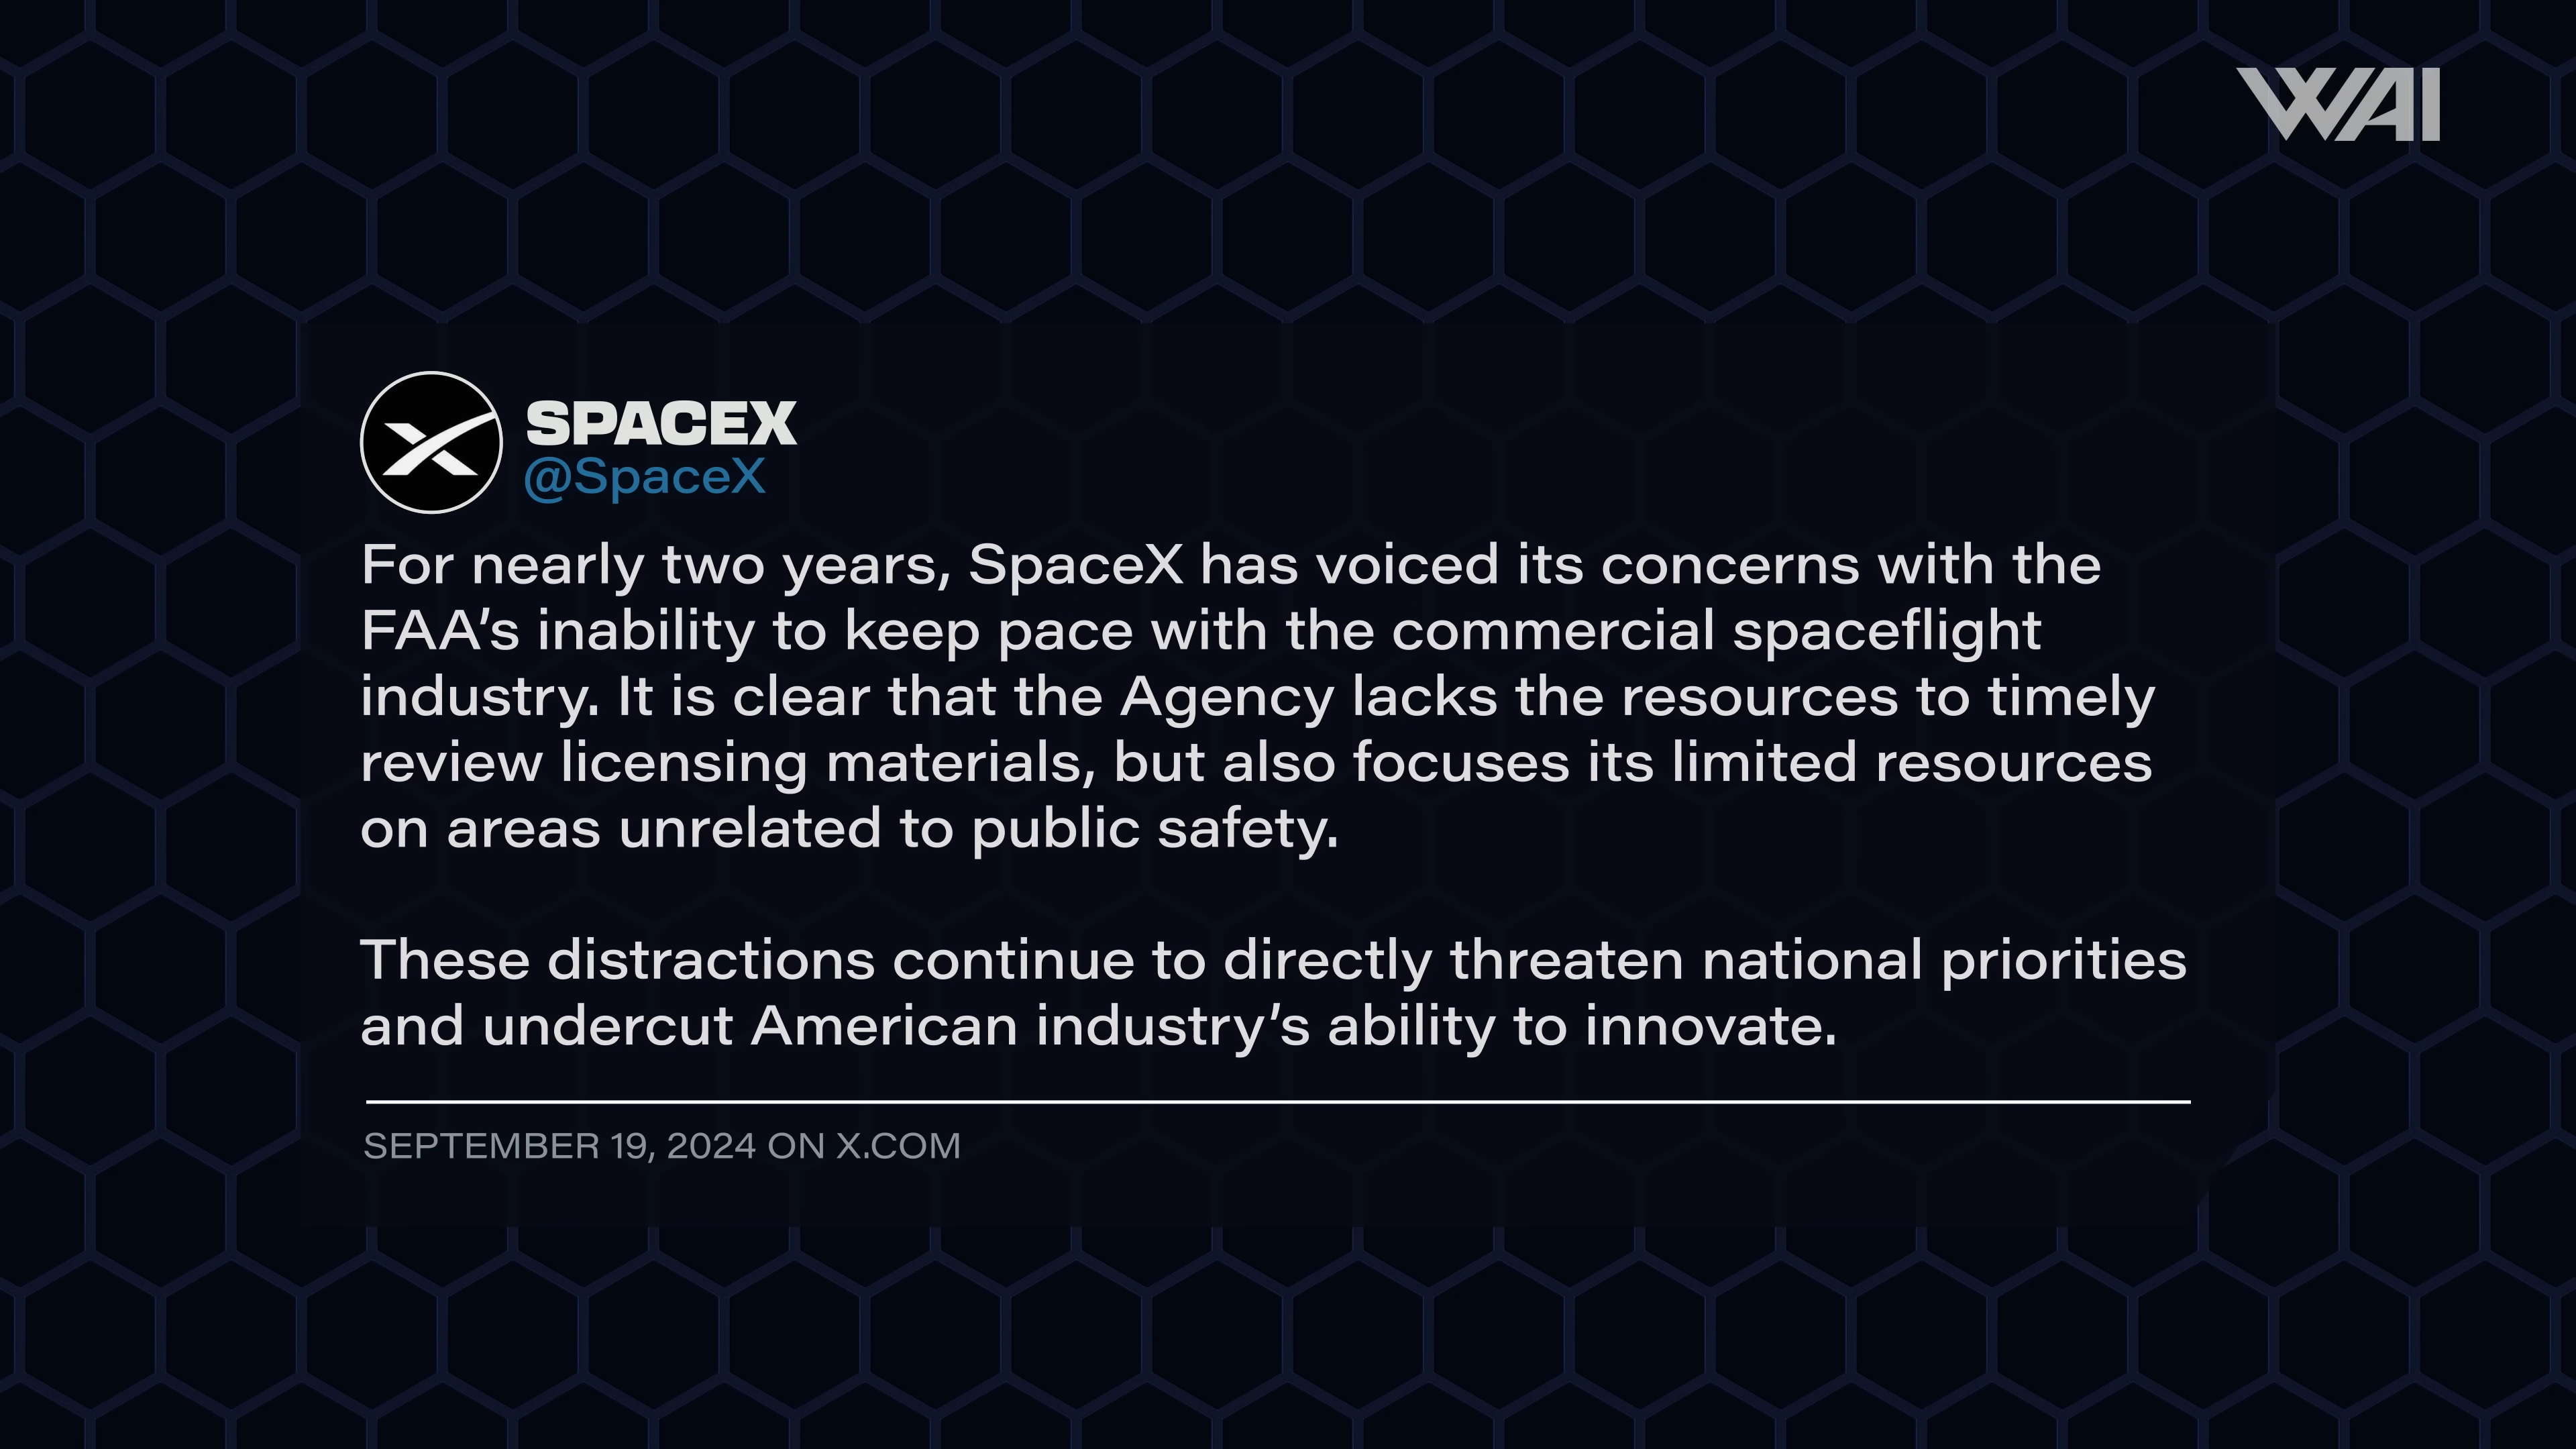 WAI
SPACEX
@SpaceX
For nearly two years, SpaceX has voiced its concerns with the
FAA’s inability to keep pace with the commercial spaceflight
industry. It is clear that the Agency lacks the resources to timely
review licensing materials, but also focuses its limited resources
on areas unrelated to public safety.
These distractions continue to directly threaten national priorities
and undercut American industry’s ability to innovate.
SEPTEMBER 19, 2024 ON X.COM